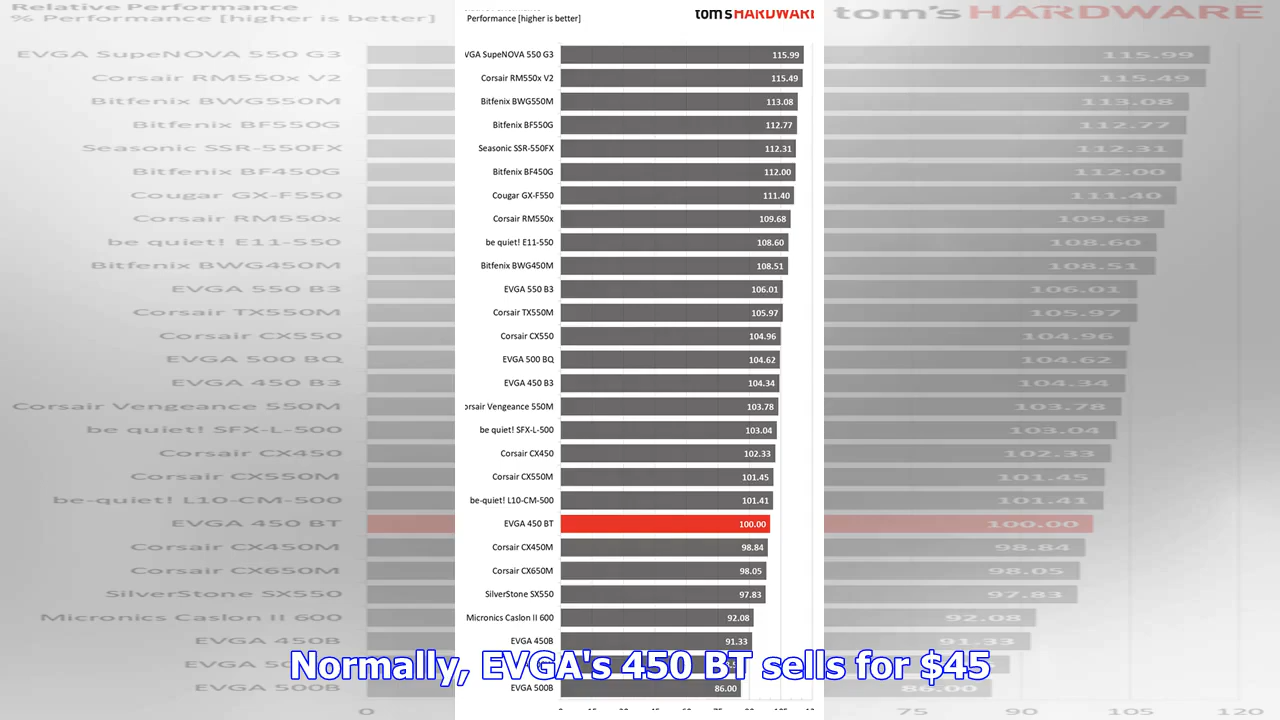 Performance [higher is better]
tom's HARDWARE
VGA SupeNOVA 550 G3 115.99
Corsair RM550x V2 115.49
Bitfenix BWG550M 113.08
Bitfenix BF550G 112.77
Seasonic SSR-550FX 112.31
Bitfenix BF450G 112.00
Cougar GX-F550 111.40
Corsair RM550x 109.68
be quiet! E11-550 108.60
Bitfenix BWG450M 108.51
EVGA 550 B3 106.01
Corsair TX550M 105.97
Corsair CX550 104.96
EVGA 500 BQ 104.62
EVGA 450 B3 104.34
orsair Vengeance 550M 103.78
be quiet! SFX-L-500 103.04
Corsair CX450 102.33
Corsair CX550M 101.45
be-quiet! L10-CM-500 101.41
EVGA 450 BT 100.00
Corsair CX450M 98.84
Corsair CX650M 98.05
SilverStone SX550 97.83
Micronics Caslon II 600 92.08
EVGA 450B 91.33
Normally, EVGA's 450 BT sells for $45
EVGA 500B 86.00